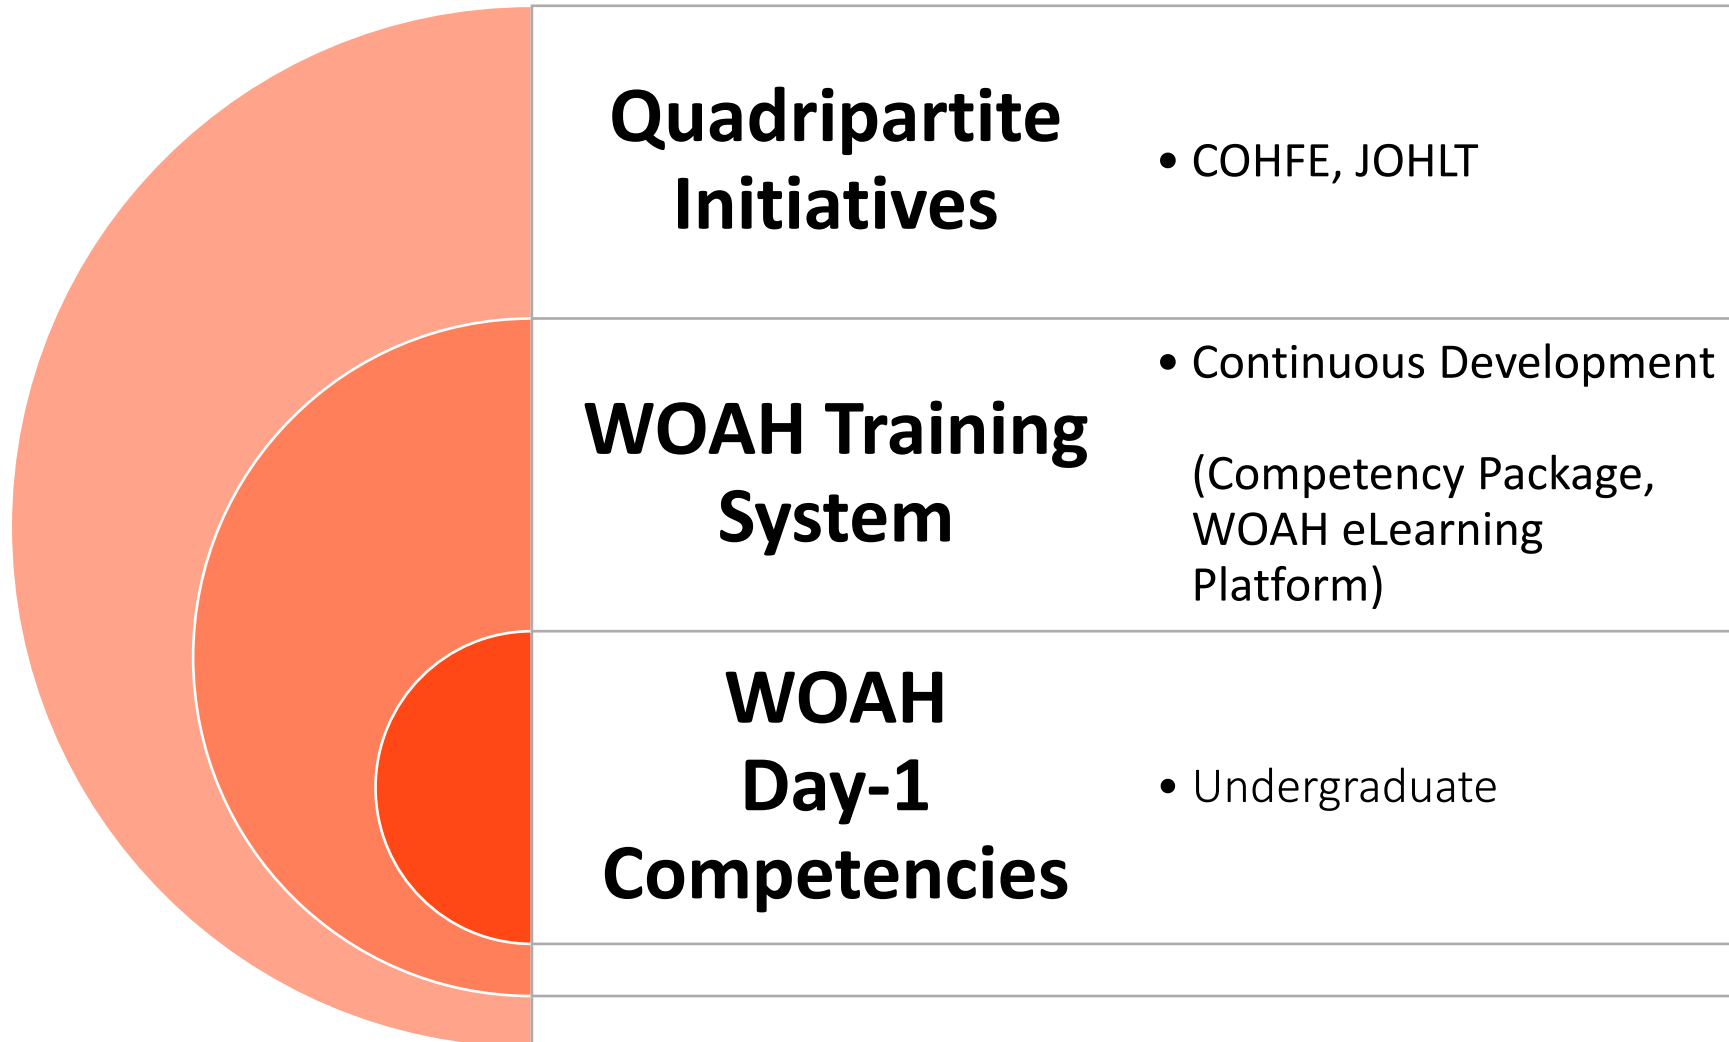 Quadripartite
Initiatives
• COHFE, JOHLT
WOAH Training
System
• Continuous Development
(Competency Package,
WOAH eLearning
Platform)
WOAH
Day-1
Competencies
• Undergraduate